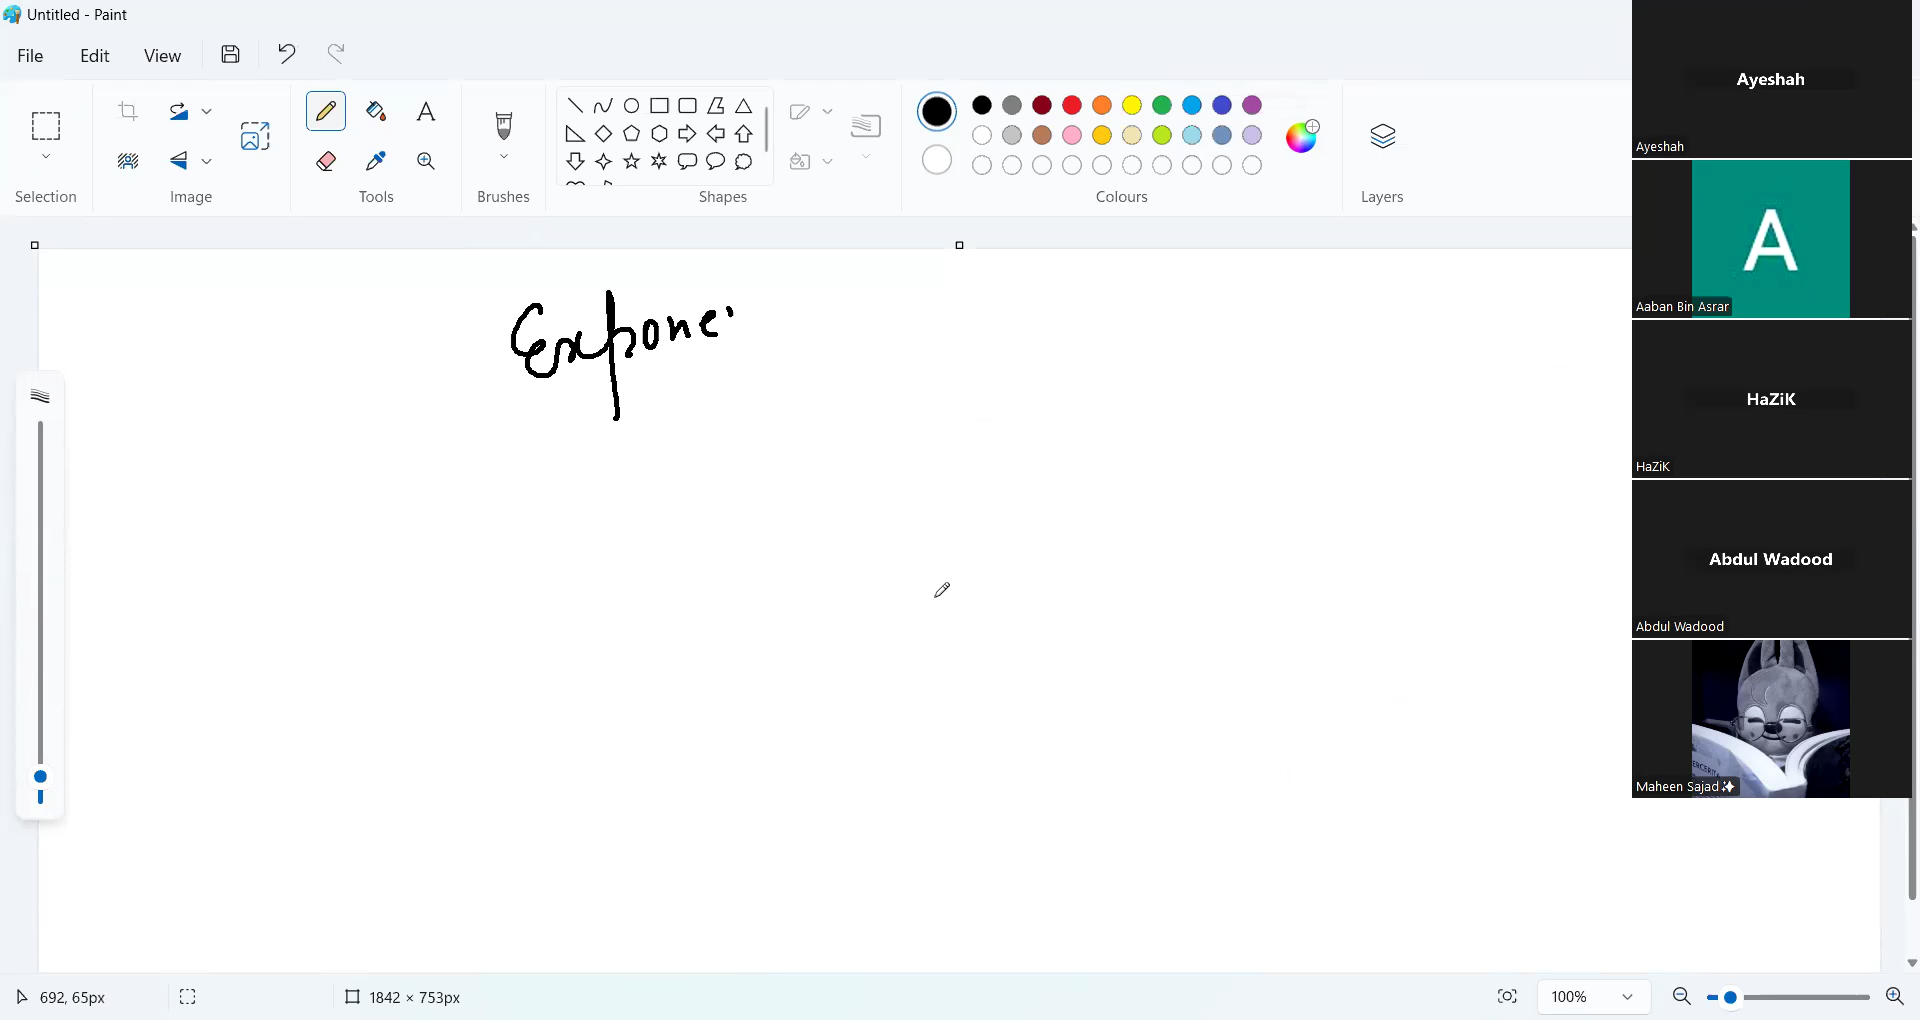 Untitled - Paint
File Edit View
Selection Image Tools Brushes Shapes Colours Layers
A
Expone
Ayeshah
Ayeshah
A
Aaban Bin Asrar
HaZiK
HaZiK
Abdul Wadood
Abdul Wadood
Maheen Sajad✨
692, 65px
1842 × 753px
100%